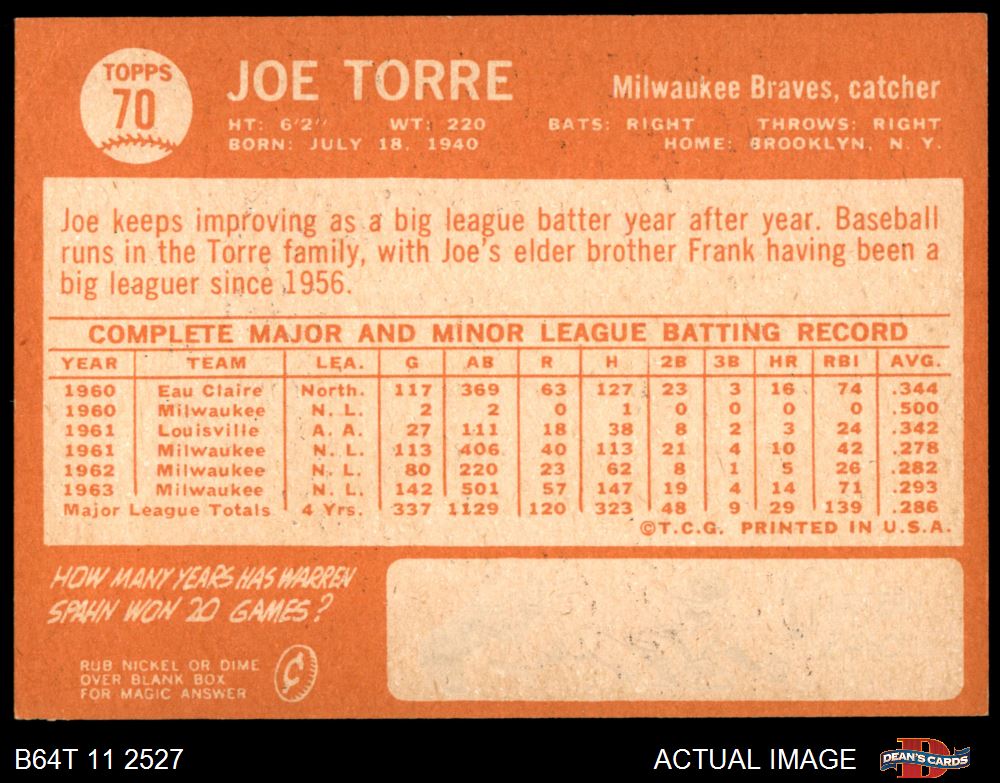 TOPPS
70
JOE TORRE
Milwaukee Braves, catcher
HT: 6'2" WT: 220 BATS: RIGHT THROWS: RIGHT
BORN: JULY 18, 1940 HOME: BROOKLYN, N. Y.
Joe keeps improving as a big league batter year after year. Baseball
runs in the Torre family, with Joe's elder brother Frank having been a
big leaguer since 1956.
COMPLETE MAJOR AND MINOR LEAGUE BATTING RECORD
YEAR TEAM LEA. G AB R H 2B 3B HR RBI AVG.
1960 Eau Claire North. 117 369 63 127 23 3 16 74 .344
1960 Milwaukee N. L. 2 2 0 1 0 0 0 0 .500
1961 Louisville A. A. 27 111 18 38 8 2 3 24 .342
1961 Milwaukee N. L. 113 406 40 113 21 4 10 42 .278
1962 Milwaukee N. L. 80 220 23 62 8 1 5 26 .282
1963 Milwaukee N. L. 142 501 57 147 19 4 14 71 .293
Major League Totals 4 Yrs. 337 1129 120 323 48 9 29 139 .286
©T.C.G. PRINTED IN U.S.A.
HOW MANY YEARS HAS WARREN
SPAHN WON 20 GAMES?
RUB NICKEL OR DIME
OVER BLANK BOX
FOR MAGIC ANSWER
¢
B64T 11 2527 ACTUAL IMAGE
DEAN'S CARDS